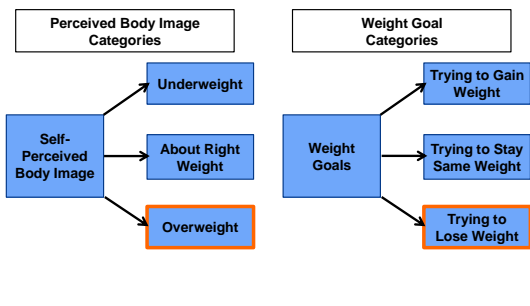 Perceived Body Image
Categories
Self-
Perceived
Body Image
Underweight
About Right
Weight
Overweight
Weight Goal
Categories
Weight
Goals
Trying to Gain
Weight
Trying to Stay
Same Weight
Trying to
Lose Weight